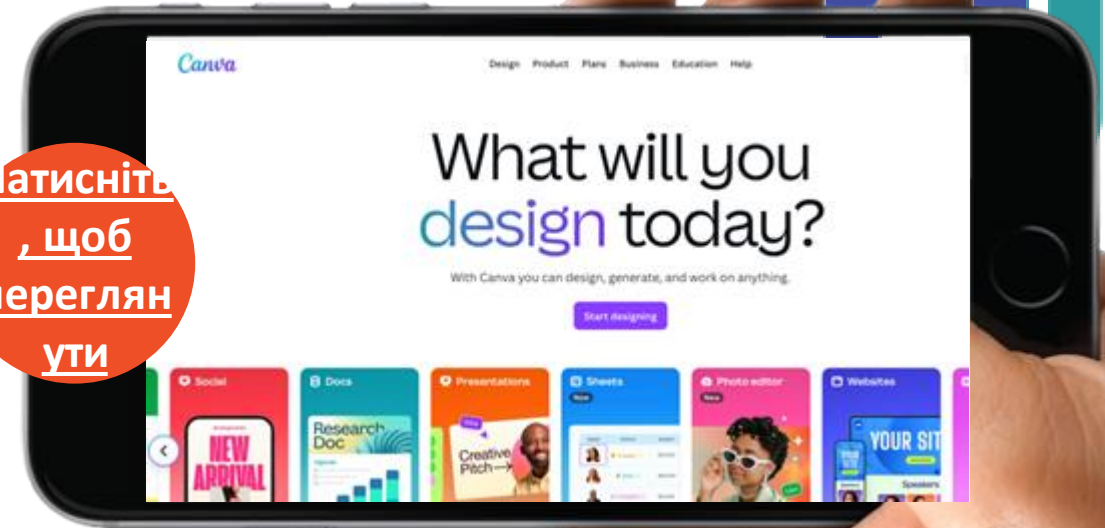 Canva
Design Product Plans Business Education Help
What will you
design today?
With Canva you can design, generate, and work on anything.
Start designing
атисніть
, щоб
ереглян
ути
Social
Docs
Presentations
Sheets
New
Photo editor
New
Websites
NEW
ARRIVAL
Research
Doc
Creative
Pitch
YOUR SIT
Speakers